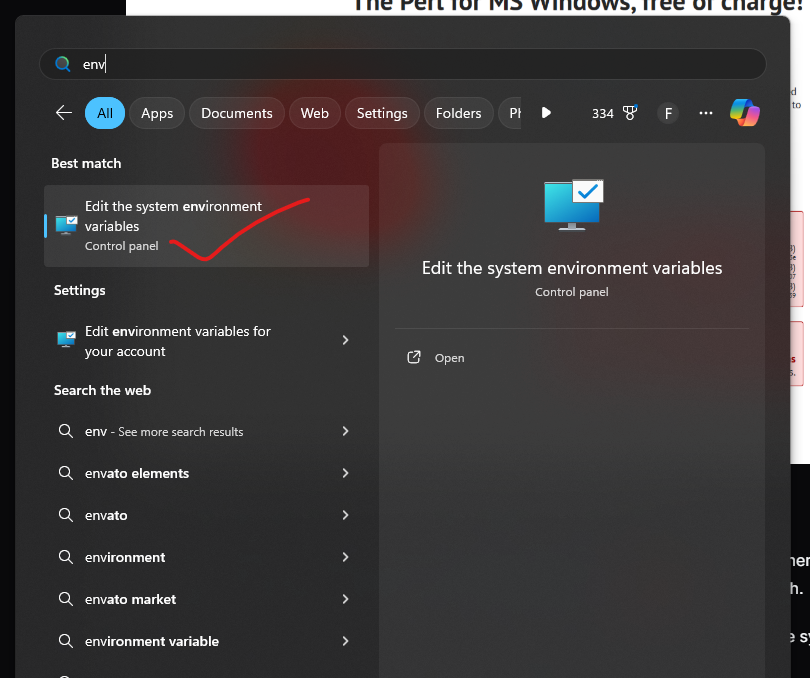 The Perl for MS Windows, free of charge!
env
All Apps Documents Web Settings Folders 334 F
Best match
Edit the system environment
variables
Control panel
Edit the system environment variables
Control panel
Open
Settings
Edit environment variables for
your account
Search the web
env - See more search results
envato elements
envato
environment
envato market
environment variable